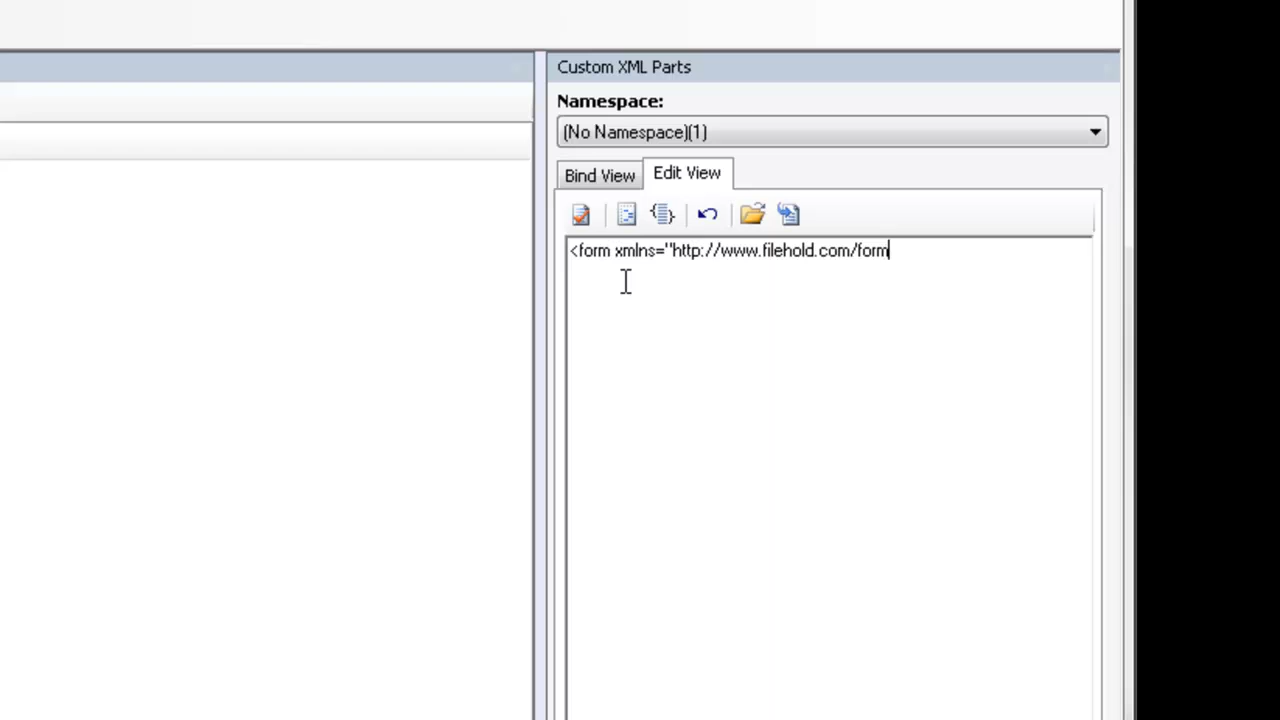 Custom XML Parts
Namespace:
(No Namespace)(1)
Bind View
Edit View
<form xmlns="http://www.filehold.com/form